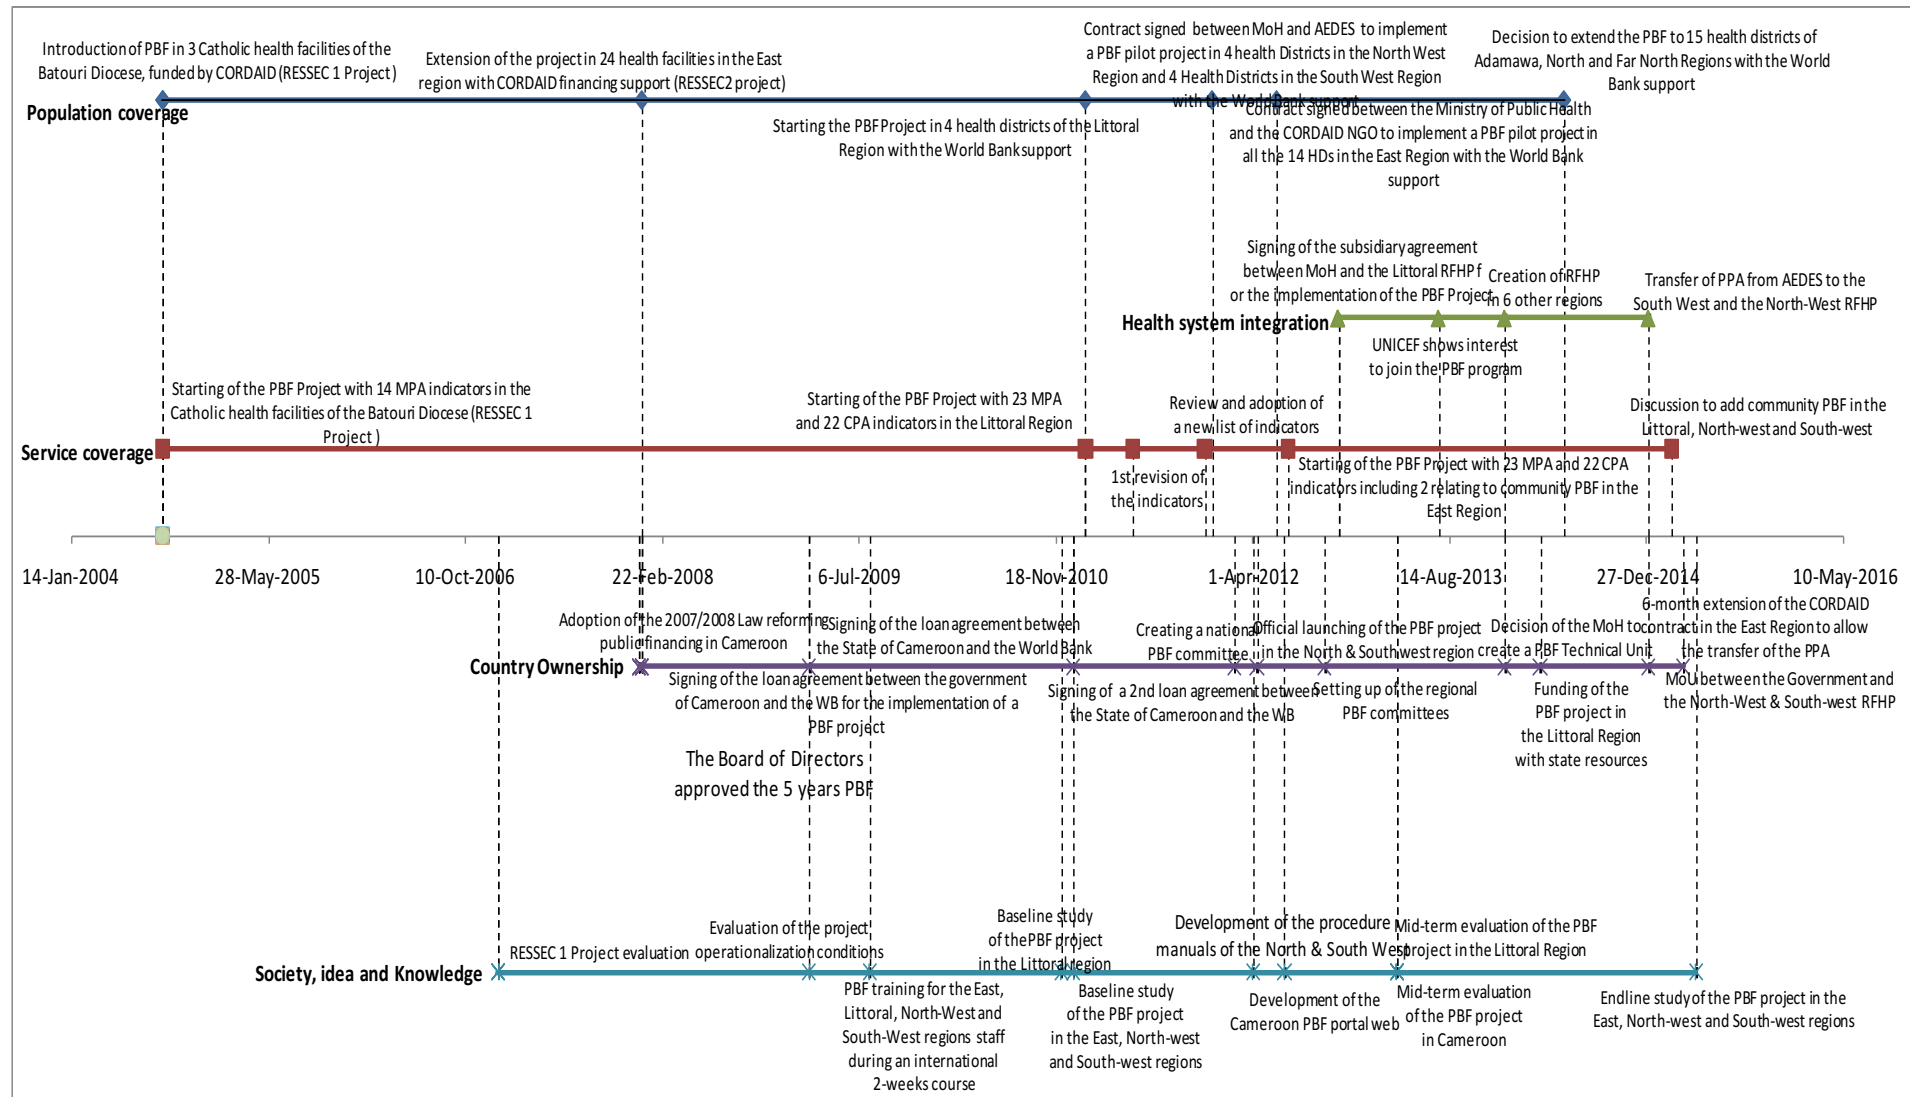 Introduction of PBF in 3 Catholic health facilities of the
Batouri Diocese, funded by CORDAID (RESSEC 1 Project )
Extension of the project in 24 health facilities in the East
region with CORDAID financing support (RESSEC2 project)
Contract signed between MoH and AEDES to implement
a PBF pilot project in 4 health Districts in the North West
Region and 4 Health Districts in the South West Region
with the World Bank support
Decision to extend the PBF to 15 health districts of
Adamawa, North and Far North Regions with the World
Bank support
Population coverage
Starting the PBF Project in 4 health districts of the Littoral
Region with the World Bank support
Contract signed between the Ministry of Public Health
and the CORDAID NGO to implement a PBF pilot project in
all the 14 HDs in the East Region with the World Bank
support
Signing of the subsidiary agreement
between MoH and the Littoral RFHP f
or the implementation of the PBF Project
Creation of RFHP
in 6 other regions
Transfer of PPA from AEDES to the
South West and the North-West RFHP
Health system integration
UNICEF shows interest
to join the PBF program
Starting of the PBF Project with 14 MPA indicators in the
Catholic health facilities of the Batouri Diocese (RESSEC 1
Project )
Starting of the PBF Project with 23 MPA
and 22 CPA indicators in the Littoral Region
Review and adoption of
a new list of indicators
Discussion to add community PBF in the
Littoral, North-west and South-west
Service coverage
1st revision of
the indicators
Starting of the PBF Project with 23 MPA and 22 CPA
indicators including 2 relating to community PBF in the
East Region
14-Jan-2004
28-May-2005
10-Oct-2006
22-Feb-2008
6-Jul-2009
18-Nov-2010
1-Apr-2012
14-Aug-2013
27-Dec-2014
10-May-2016
Adoption of the 2007/2008 Law reforming
public financing in Cameroon
Signing of the loan agreement between
the State of Cameroon and the World Bank
Creating a national
PBF committee
Official launching of the PBF project
in the North & South west region
Decision of the MoH to
create a PBF Technical Unit
6-month extension of the CORDAID
contract in the East Region to allow
the transfer of the PPA
Country Ownership
Signing of the loan agreement between the government
of Cameroon and the WB for the implementation of a
PBF project
Signing of a 2nd loan agreement between
the State of Cameroon and the WB
Setting up of the regional
PBF committees
Funding of the
PBF project in
the Littoral Region
with state resources
MoU between the Government and
the North-West & South-west RFHP
The Board of Directors
approved the 5 years PBF
RESSEC 1 Project evaluation
Evaluation of the project
operationalization conditions
Baseline study
of the PBF project
in the Littoral region
Development of the procedure
manuals of the North & South West
Mid-term evaluation of the PBF
project in the Littoral Region
Society, idea and Knowledge
PBF training for the East,
Littoral, North-West and
South-West regions staff
during an international
2-weeks course
Baseline study
of the PBF project
in the East, North-west
and South-west regions
Development of the
Cameroon PBF portal web
Mid-term evaluation
of the PBF project
in Cameroon
Endline study of the PBF project in the
East, North-west and South-west regions